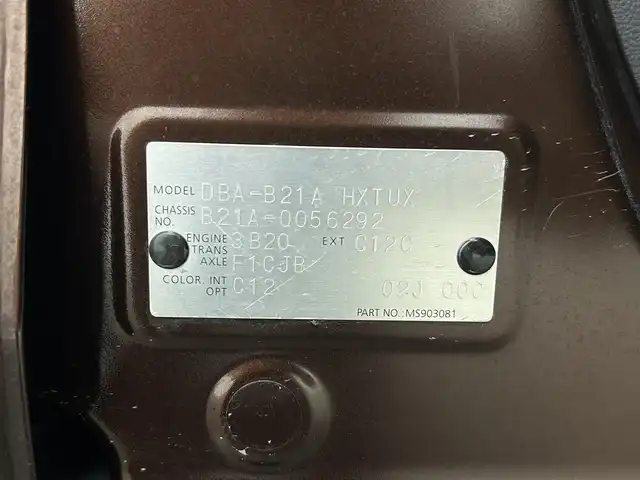 MODEL DBA-B21A HXTUX
CHASSIS NO. B21A-0056292
ENGINE 3B20 EXT C12C
TRANS AXLE F1CJB
COLOR. INT C12
OPT 02J 00C
PART NO.: MS903081